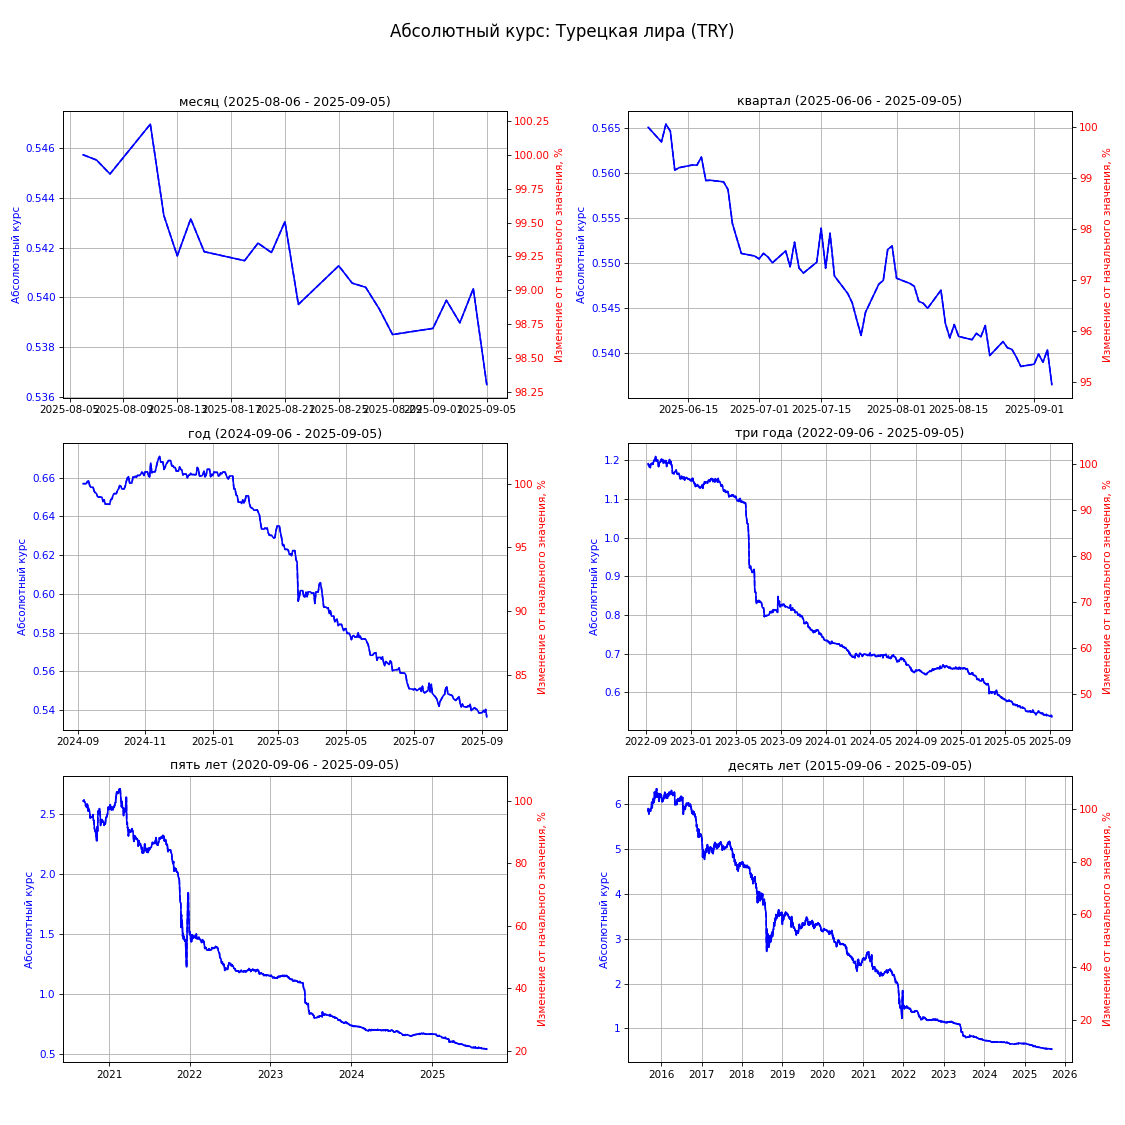 Абсолютный курс: Турецкая лира (TRY)
месяц (2025-08-06 - 2025-09-05)
Абсолютный курс
0.546
0.544
0.542
0.540
0.538
0.536
100.25
100.00
99.75
99.50
99.25
99.00
98.75
98.50
98.25
Изменение от начального значения, %
2025-08-05 2025-08-09 2025-08-13 2025-08-17 2025-08-21 2025-08-25 2025-08-29 2025-09-01 2025-09-05
квартал (2025-06-06 - 2025-09-05)
Абсолютный курс
0.565
0.560
0.555
0.550
0.545
0.540
100
99
98
97
96
95
Изменение от начального значения, %
2025-06-15 2025-07-01 2025-07-15 2025-08-01 2025-08-15 2025-09-01
год (2024-09-06 - 2025-09-05)
Абсолютный курс
0.66
0.64
0.62
0.60
0.58
0.56
0.54
100
95
90
85
Изменение от начального значения, %
2024-09 2024-11 2025-01 2025-03 2025-05 2025-07 2025-09
три года (2022-09-06 - 2025-09-05)
Абсолютный курс
1.2
1.1
1.0
0.9
0.8
0.7
0.6
100
90
80
70
60
50
Изменение от начального значения, %
2022-09 2023-01 2023-05 2023-09 2024-01 2024-05 2024-09 2025-01 2025-05 2025-09
пять лет (2020-09-06 - 2025-09-05)
Абсолютный курс
2.5
2.0
1.5
1.0
0.5
100
80
60
40
20
Изменение от начального значения, %
2021 2022 2023 2024 2025
десять лет (2015-09-06 - 2025-09-05)
Абсолютный курс
6
5
4
3
2
1
100
80
60
40
20
Изменение от начального значения, %
2016 2017 2018 2019 2020 2021 2022 2023 2024 2025 2026